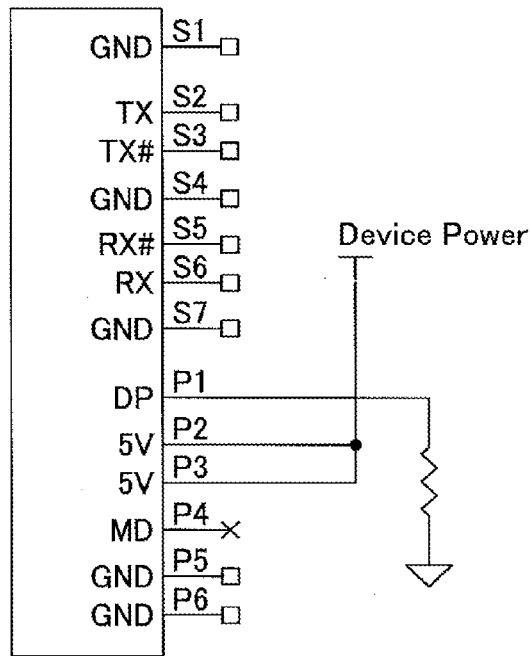 GND S1
TX S2
TX# S3
GND S4
RX# S5
RX S6
GND S7
Device Power
DP P1
5V P2
5V P3
MD P4
GND P5
GND P6